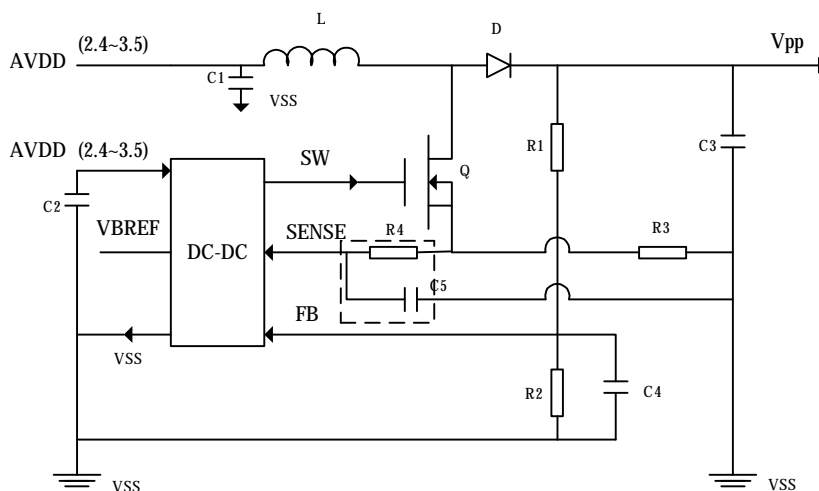 L
D
Vpp
AVDD (2.4~3.5)
C1
VSS
AVDD (2.4~3.5)
SW
Q
R1
C3
C2
VBREF
DC-DC
SENSE
R4
R3
C5
FB
VSS
R2
C4
VSS
VSS